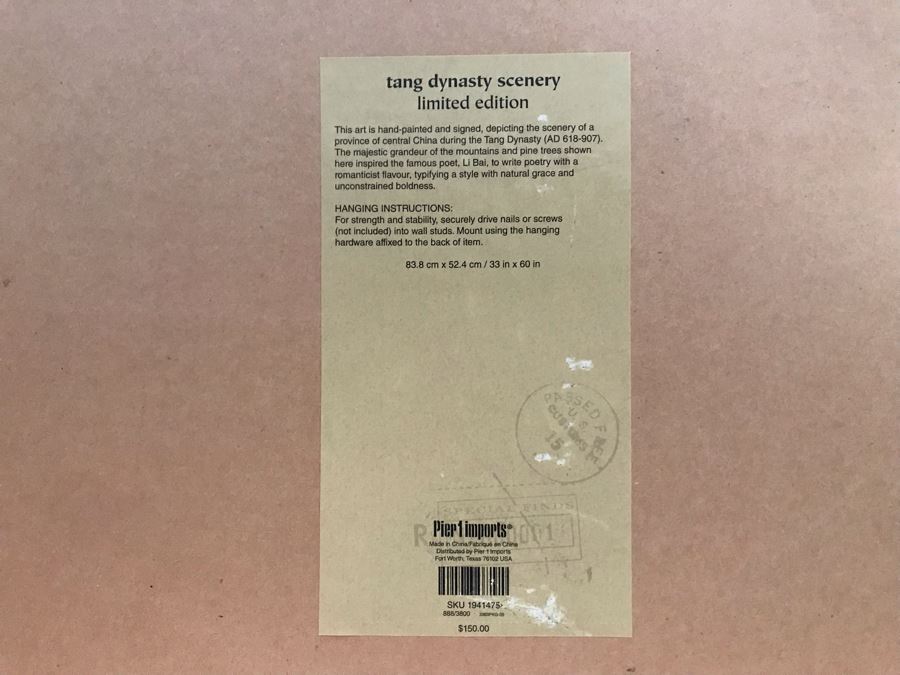 tang dynasty scenery
limited edition
This art is hand-painted and signed, depicting the scenery of a
province of central China during the Tang Dynasty (AD 618-907).
The majestic grandeur of the mountains and pine trees shown
here inspired the famous poet, Li Bai, to write poetry with a
romanticist flavour, typifying a style with natural grace and
unconstrained boldness.
HANGING INSTRUCTIONS:
For strength and stability, securely drive nails or screws
(not included) into wall studs. Mount using the hanging
hardware affixed to the back of item.
83.8 cm x 52.4 cm / 33 in x 60 in
PASSED FREE
U.S.
CUSTOMS
15
SPECIAL FINDS
Pier 1 imports®
Made in China/Fabriqué en China
Distributed by Pier 1 Imports
Fort Worth, Texas 76102 USA
SKU 1941475
888/3800
$150.00